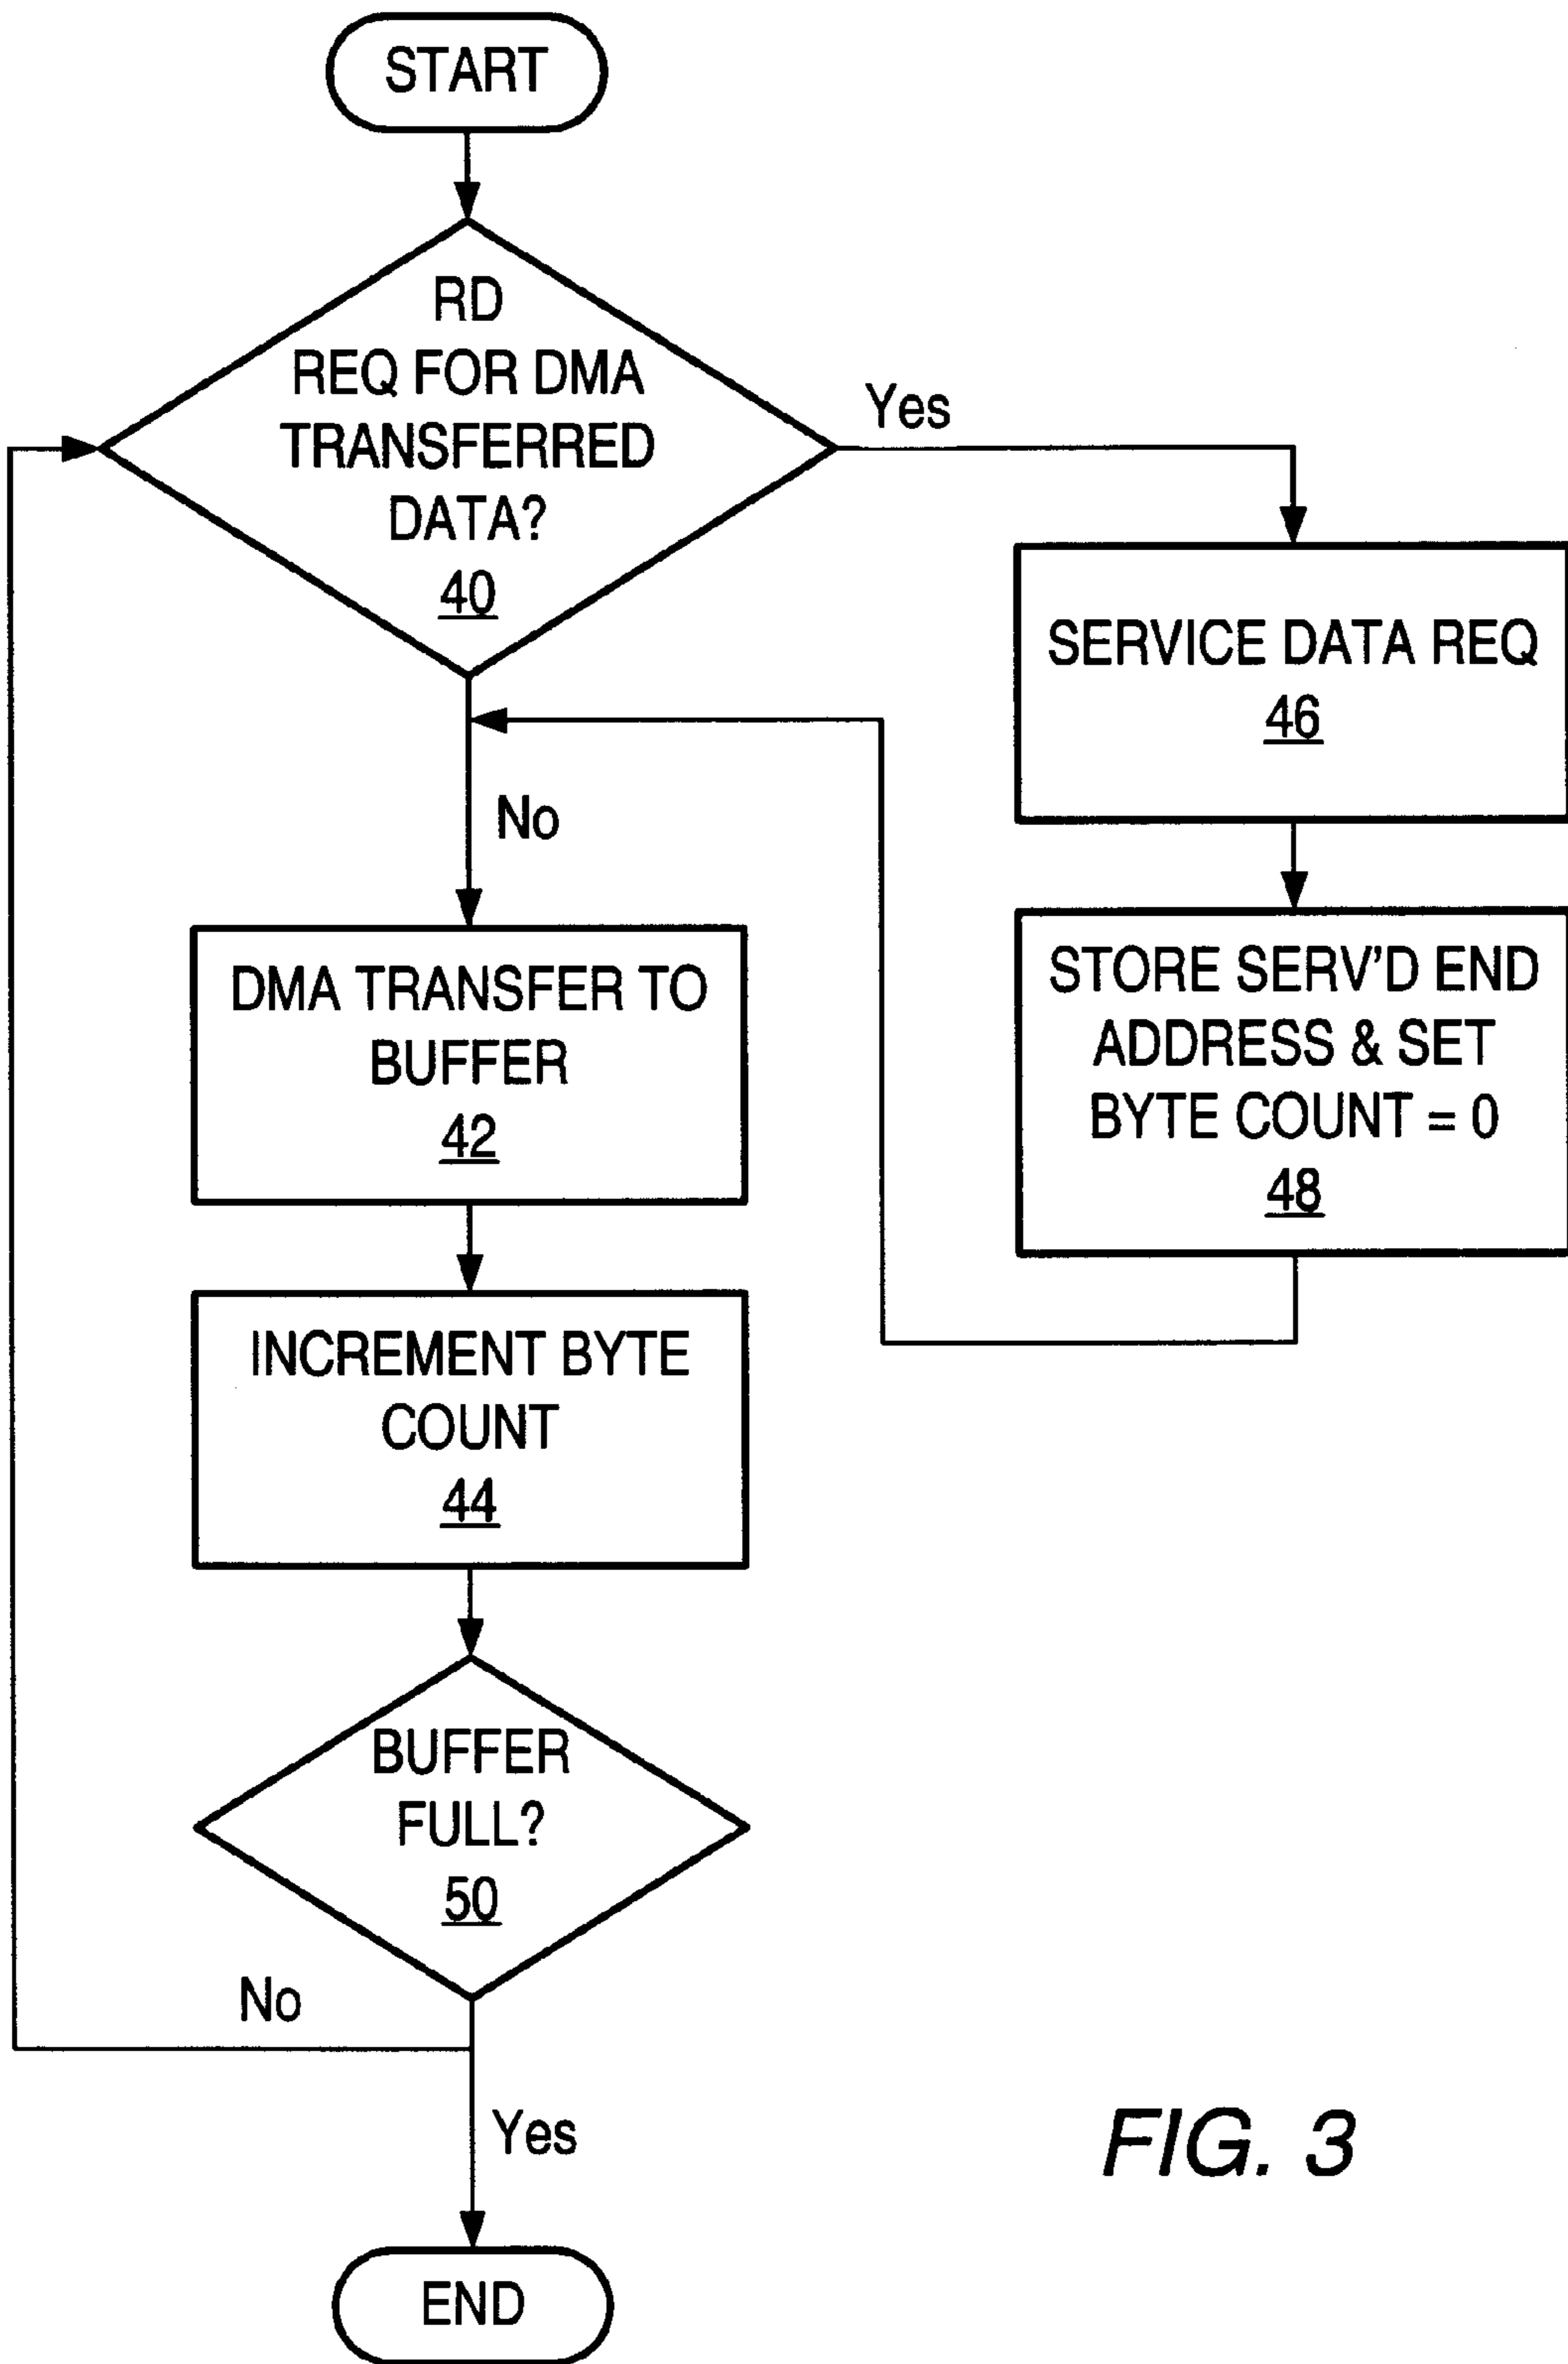 START
RD
REQ FOR DMA
TRANSFERRED
DATA?
40
Yes
SERVICE DATA REQ
46
No
STORE SERV'D END
ADDRESS & SET
BYTE COUNT = 0
48
DMA TRANSFER TO
BUFFER
42
INCREMENT BYTE
COUNT
44
BUFFER
FULL?
50
No
Yes
END
FIG. 3